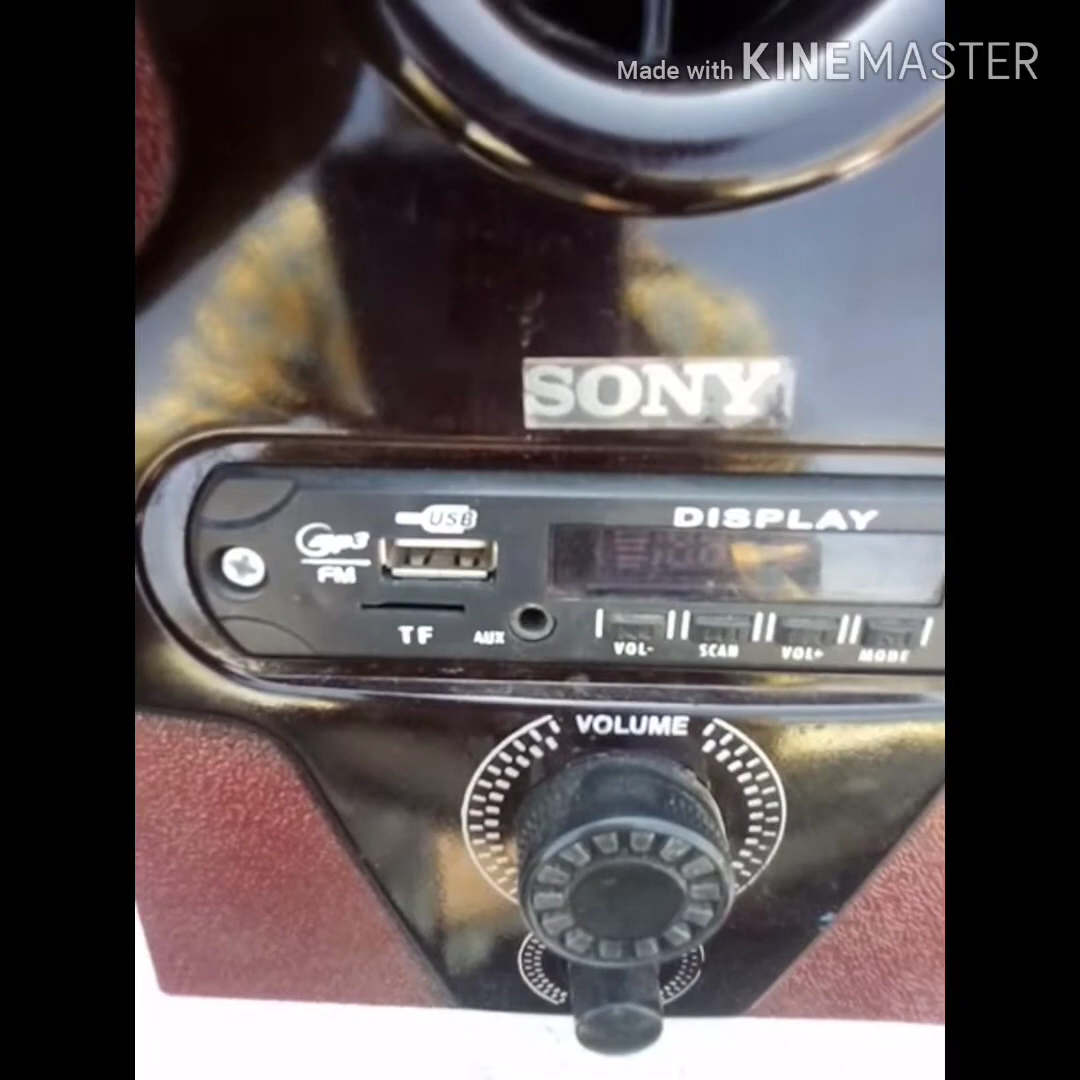 Made with KINEMASTER
SONY
USB
DISPLAY
mp3
FM
TF
AUX
VOL-
SCAN
VOL+
MODE
VOLUME